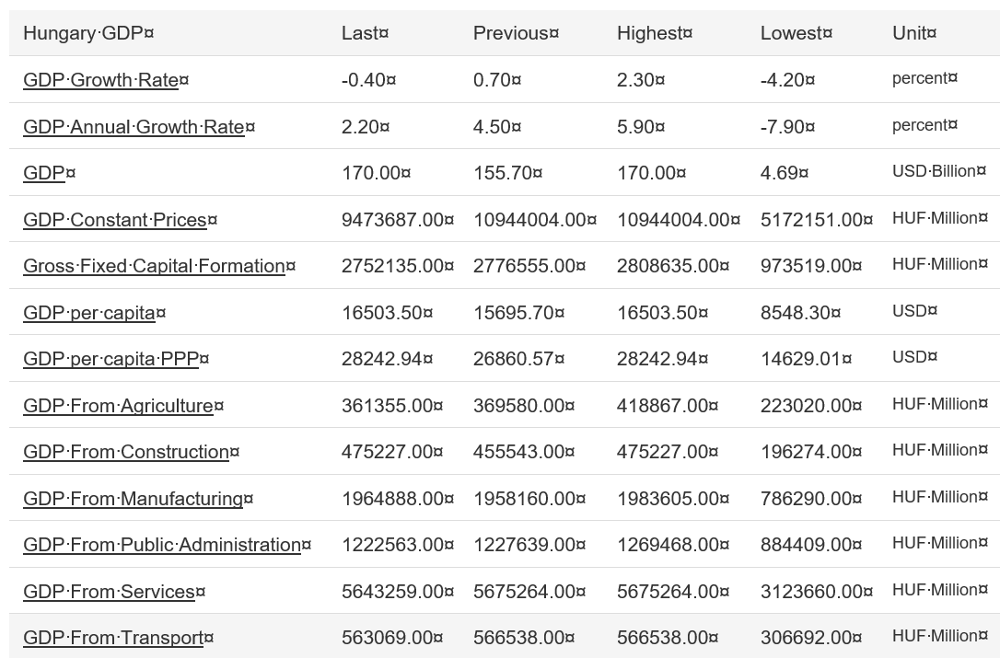 Hungary·GDP¤ Last¤ Previous¤ Highest¤ Lowest¤ Unit¤
GDP·Growth·Rate¤ -0.40¤ 0.70¤ 2.30¤ -4.20¤ percent¤
GDP·Annual·Growth·Rate¤ 2.20¤ 4.50¤ 5.90¤ -7.90¤ percent¤
GDP¤ 170.00¤ 155.70¤ 170.00¤ 4.69¤ USD·Billion¤
GDP·Constant·Prices¤ 9473687.00¤ 10944004.00¤ 10944004.00¤ 5172151.00¤ HUF·Million¤
Gross·Fixed·Capital·Formation¤ 2752135.00¤ 2776555.00¤ 2808635.00¤ 973519.00¤ HUF·Million¤
GDP·per·capita¤ 16503.50¤ 15695.70¤ 16503.50¤ 8548.30¤ USD¤
GDP·per·capita·PPP¤ 28242.94¤ 26860.57¤ 28242.94¤ 14629.01¤ USD¤
GDP·From·Agriculture¤ 361355.00¤ 369580.00¤ 418867.00¤ 223020.00¤ HUF·Million¤
GDP·From·Construction¤ 475227.00¤ 455543.00¤ 475227.00¤ 196274.00¤ HUF·Million¤
GDP·From·Manufacturing¤ 1964888.00¤ 1958160.00¤ 1983605.00¤ 786290.00¤ HUF·Million¤
GDP·From·Public·Administration¤ 1222563.00¤ 1227639.00¤ 1269468.00¤ 884409.00¤ HUF·Million¤
GDP·From·Services¤ 5643259.00¤ 5675264.00¤ 5675264.00¤ 3123660.00¤ HUF·Million¤
GDP·From·Transport¤ 563069.00¤ 566538.00¤ 566538.00¤ 306692.00¤ HUF·Million¤